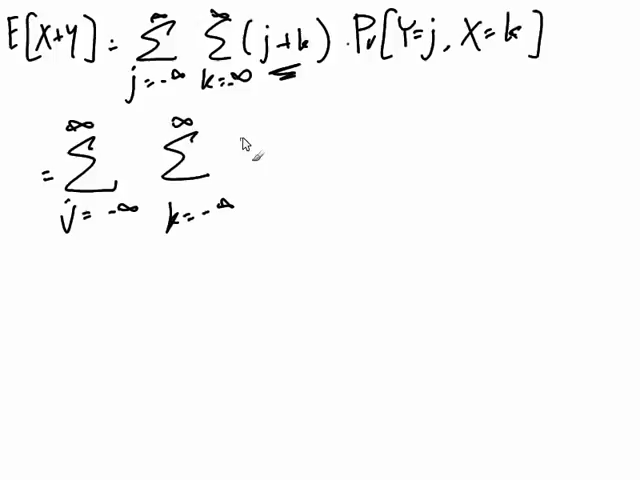 E[X+Y] = ∞∑j=-∞ ∞∑k=-∞ (j+k) · Pr[Y=j, X=k]
= ∞∑j=-∞ ∞∑k=-∞